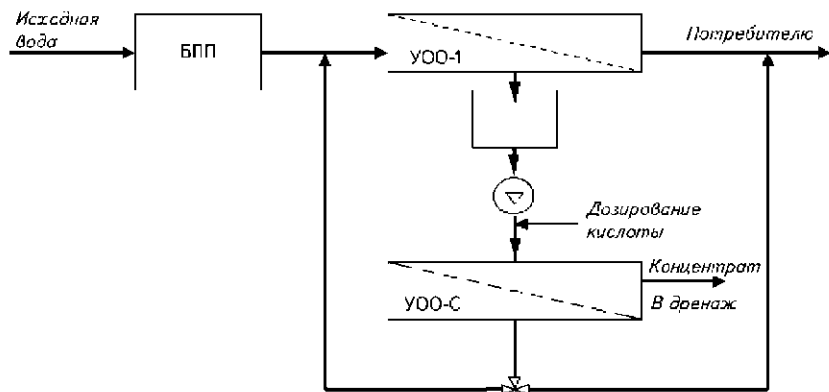 Исходная
вода
БПП
УОО-1
Потребителю
Дозирование
кислоты
УОО-С
Концентрат
В дренаж